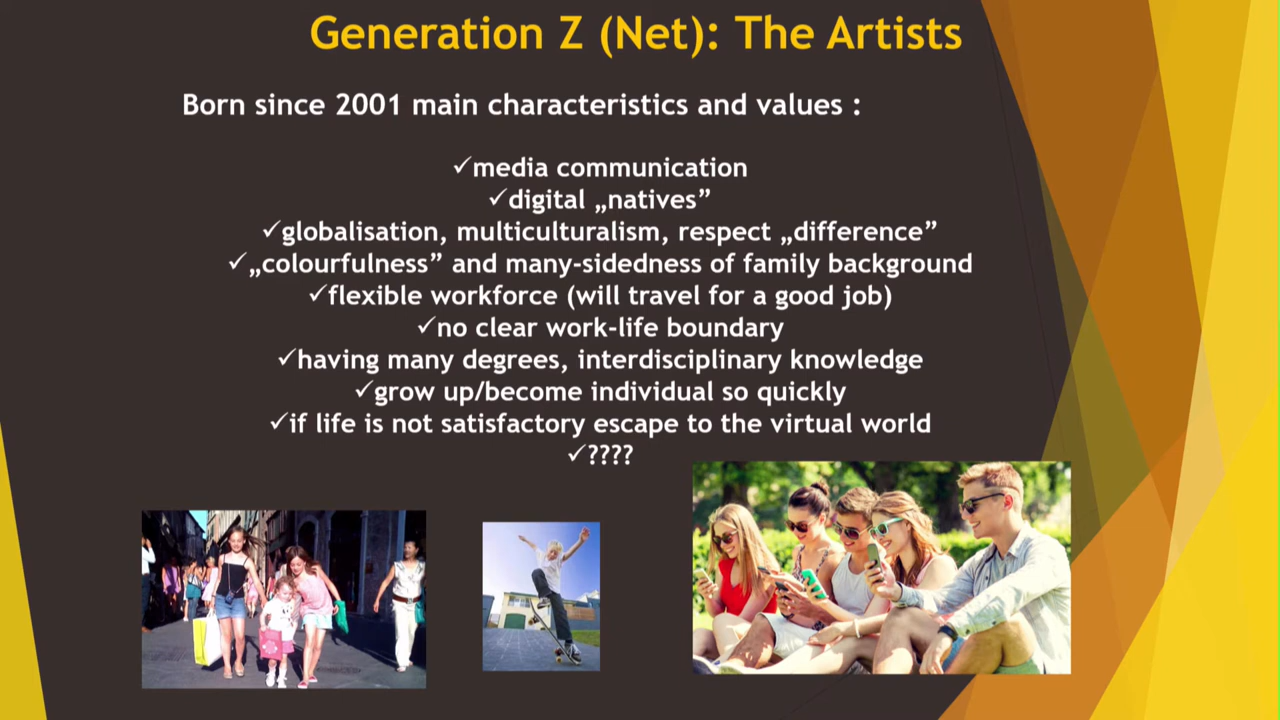 Generation Z (Net): The Artists
Born since 2001 main characteristics and values :
✓media communication
✓digital „natives”
✓globalisation, multiculturalism, respect „difference”
✓„colourfulness” and many-sidedness of family background
✓flexible workforce (will travel for a good job)
✓no clear work-life boundary
✓having many degrees, interdisciplinary knowledge
✓grow up/become individual so quickly
✓if life is not satisfactory escape to the virtual world
✓????